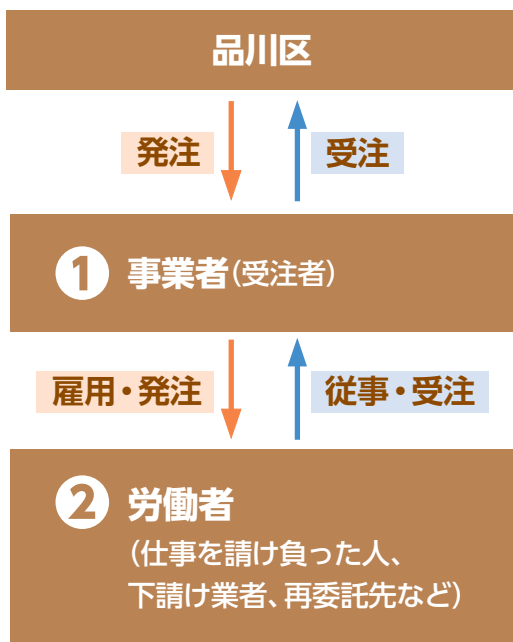 品川区
発注
受注
❶ 事業者(受注者)
雇用・発注
従事・受注
❷ 労働者
(仕事を請け負った人、
下請け業者、再委託先など)